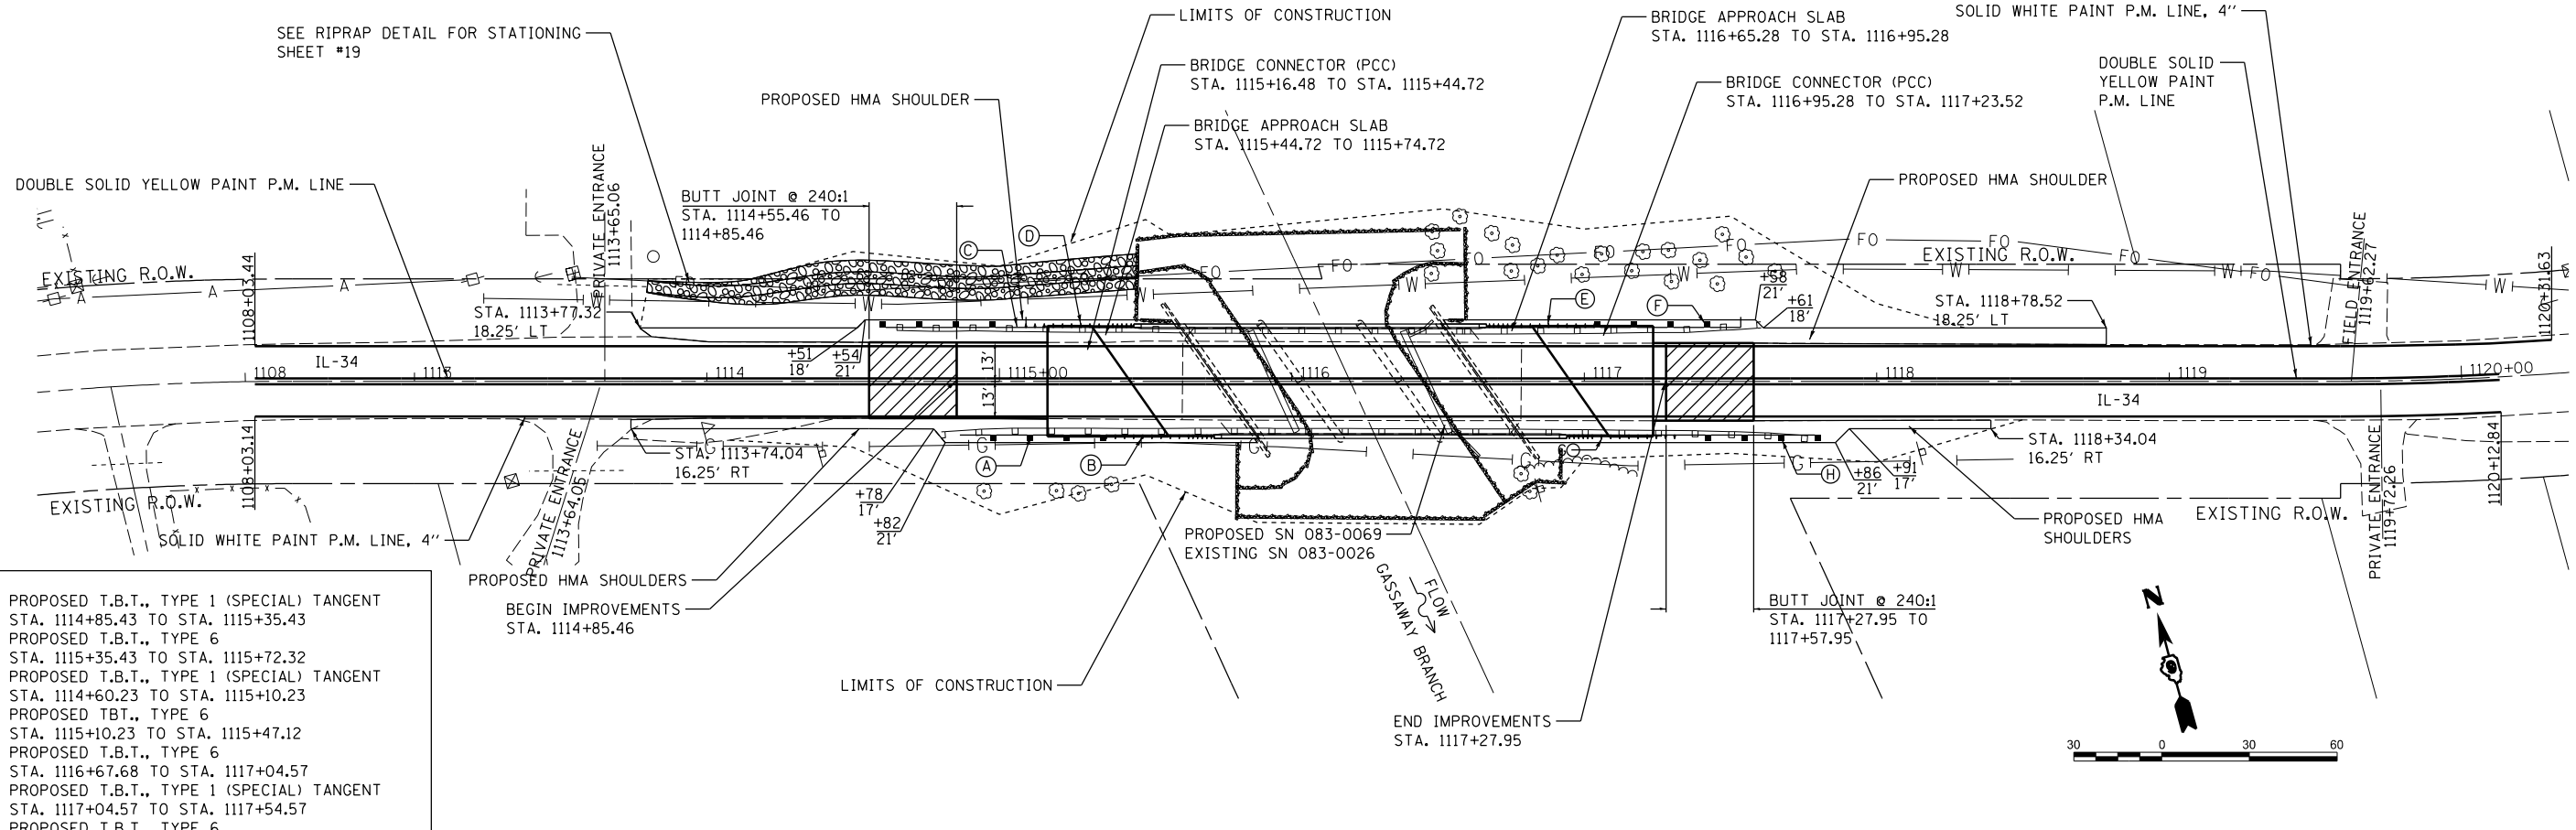 SEE RIPRAP DETAIL FOR STATIONING
SHEET #19
LIMITS OF CONSTRUCTION
BRIDGE APPROACH SLAB
STA. 1116+65.28 TO STA. 1116+95.28
SOLID WHITE PAINT P.M. LINE, 4''
BRIDGE CONNECTOR (PCC)
STA. 1115+16.48 TO STA. 1115+44.72
DOUBLE SOLID
YELLOW PAINT
P.M. LINE
BRIDGE CONNECTOR (PCC)
STA. 1116+95.28 TO STA. 1117+23.52
PROPOSED HMA SHOULDER
BRIDGE APPROACH SLAB
STA. 1115+44.72 TO 1115+74.72
DOUBLE SOLID YELLOW PAINT P.M. LINE
PROPOSED HMA SHOULDER
BUTT JOINT @ 240:1
STA. 1114+55.46 TO
1114+85.46
PRIVATE ENTRANCE
1113+65.06
FIELD ENTRANCE
1119+62.27
C
D
EXISTING R.O.W.
EXISTING R.O.W.
A
A
A
FO
FO
FO
FO
FO
FO
FO
FO
FO
W
W
W
W
W
W
1108+03.44
1120+31.63
E
F
+58
21'
+61
18'
STA. 1113+77.32
18.25' LT
STA. 1118+78.52
18.25' LT
+51
18'
+54
21'
IL-34
1108
1113
1114
1115+00
1116
1117
1118
1119
1120+00
13'
13'
IL-34
1108+03.14
1120+12.84
STA. 1113+74.04
16.25' RT
STA. 1118+34.04
16.25' RT
G
G
G
G
A
B
H
+86
21'
+91
17'
+78
17'
+82
21'
EXISTING R.O.W.
EXISTING R.O.W.
PRIVATE ENTRANCE
1113+64.05
PRIVATE ENTRANCE
1119+72.26
SOLID WHITE PAINT P.M. LINE, 4''
PROPOSED SN 083-0069
EXISTING SN 083-0026
PROPOSED HMA
SHOULDERS
PROPOSED HMA SHOULDERS
BEGIN IMPROVEMENTS
STA. 1114+85.46
FLOW
GASSAWAY BRANCH
BUTT JOINT @ 240:1
STA. 1117+27.95 TO
1117+57.95
N
LIMITS OF CONSTRUCTION
END IMPROVEMENTS
STA. 1117+27.95
30 0 30 60
PROPOSED T.B.T., TYPE 1 (SPECIAL) TANGENT
STA. 1114+85.43 TO STA. 1115+35.43
PROPOSED T.B.T., TYPE 6
STA. 1115+35.43 TO STA. 1115+72.32
PROPOSED T.B.T., TYPE 1 (SPECIAL) TANGENT
STA. 1114+60.23 TO STA. 1115+10.23
PROPOSED TBT., TYPE 6
STA. 1115+10.23 TO STA. 1115+47.12
PROPOSED T.B.T., TYPE 6
STA. 1116+67.68 TO STA. 1117+04.57
PROPOSED T.B.T., TYPE 1 (SPECIAL) TANGENT
STA. 1117+04.57 TO STA. 1117+54.57
PROPOSED T.B.T., TYPE 6